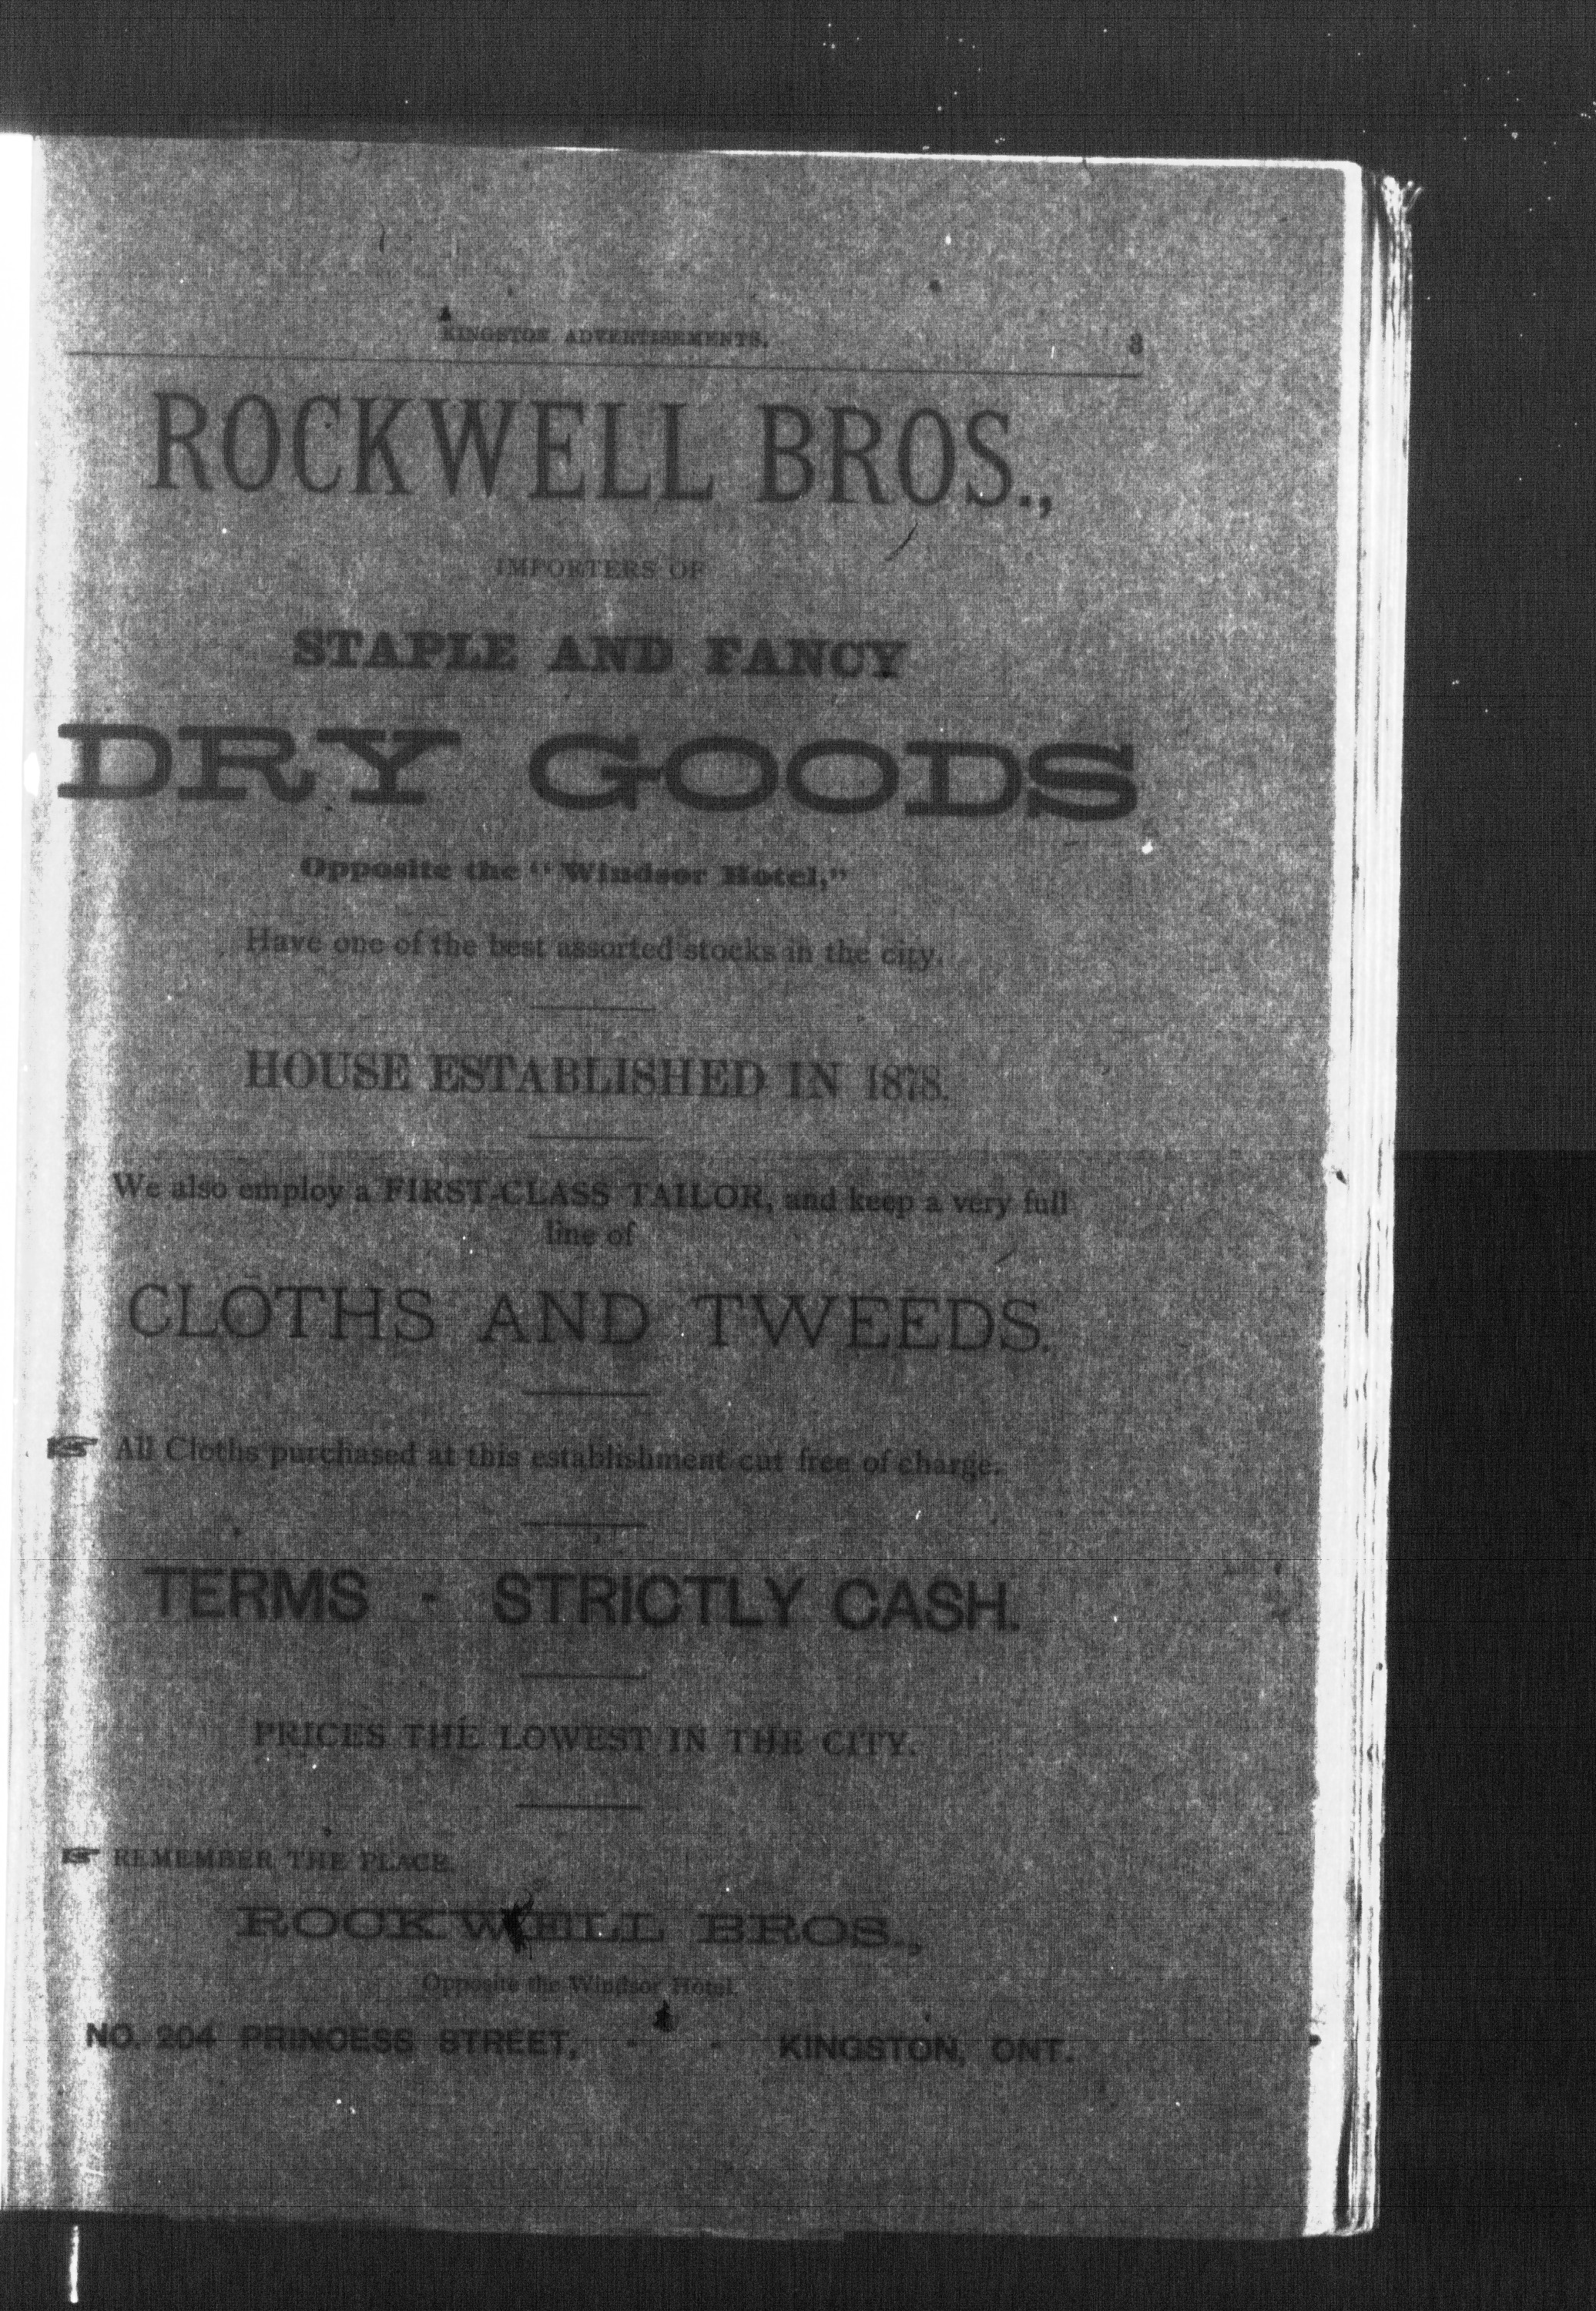 KINGSTON ADVERTISEMENTS. 3
ROCKWELL BROS.,
IMPORTERS OF
STAPLE AND FANCY
DRY GOODS
Opposite the "Windsor Hotel,"
Have one of the best assorted stocks in the city.
HOUSE ESTABLISHED IN 1878.
We also employ a FIRST-CLASS TAILOR, and keep a very full
line of
CLOTHS AND TWEEDS.
☞ All Cloths purchased at this establishment cut free of charge.
TERMS - STRICTLY CASH.
PRICES THE LOWEST IN THE CITY.
☞ REMEMBER THE PLACE.
ROCKWELL BROS.,
Opposite the Windsor Hotel.
NO. 204 PRINCESS STREET, - - KINGSTON, ONT.